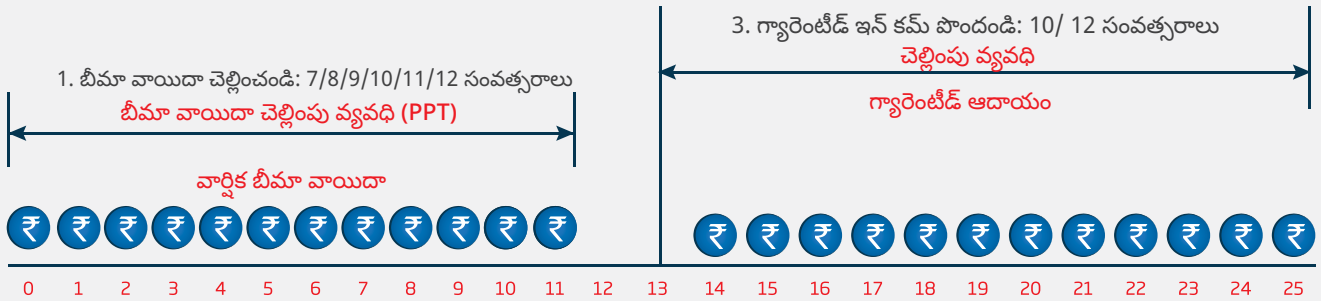 3. గ్యారెంటీడ్ ఇన్ కమ్ పొందండి: 10/ 12 సంవత్సరాలు
చెల్లింపు వ్యవధి
1. బీమా వాయిదా చెల్లించండి: 7/8/9/10/11/12 సంవత్సరాలు
బీమా వాయిదా చెల్లింపు వ్యవధి (PPT)
గ్యారెంటీడ్ ఆదాయం
వార్షిక బీమా వాయిదా
₹ ₹ ₹ ₹ ₹ ₹ ₹ ₹ ₹ ₹ ₹ ₹ ₹ ₹ ₹ ₹ ₹ ₹ ₹ ₹ ₹ ₹ ₹ ₹
0 1 2 3 4 5 6 7 8 9 10 11 12 13 14 15 16 17 18 19 20 21 22 23 24 25